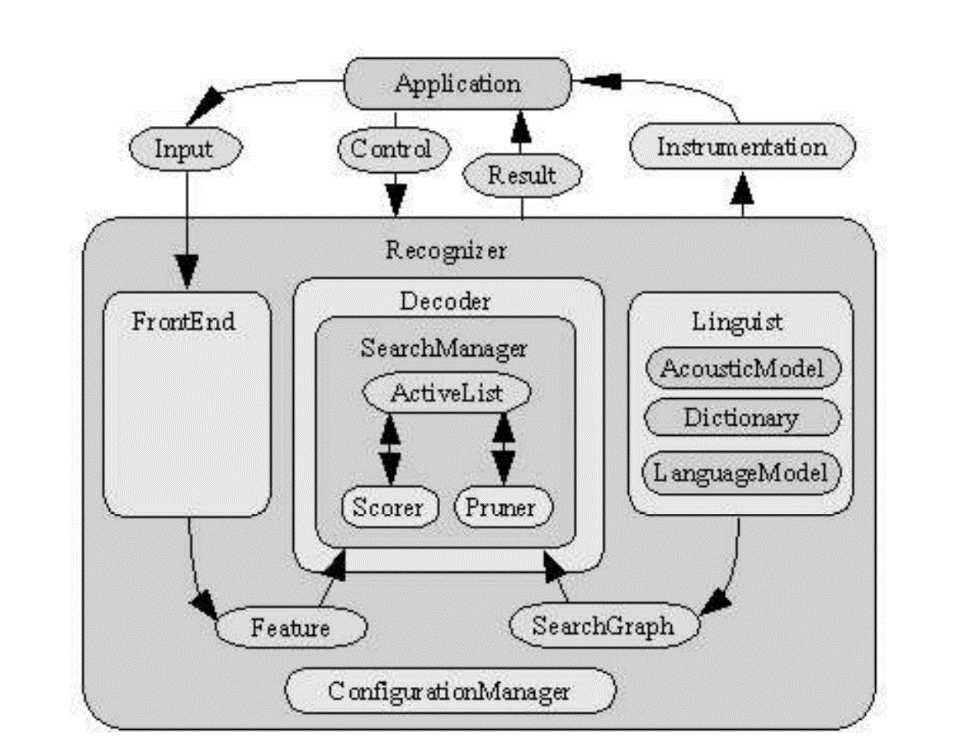 Application
Input
Control
Result
Instrumentation
Recognizer
FrontEnd
Decoder
SearchManager
ActiveList
Scorer
Pruner
Linguist
AcousticModel
Dictionary
LanguageModel
Feature
SearchGraph
ConfigurationManager